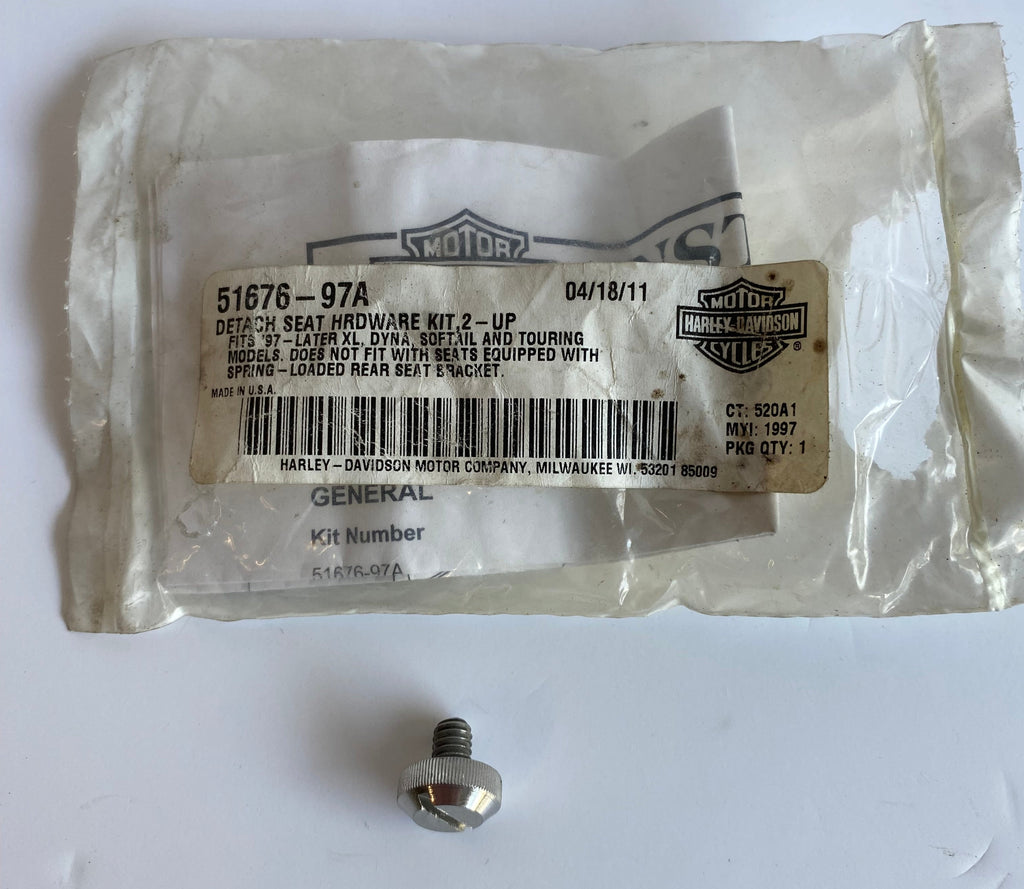 MOTOR
NS
51676-97A 04/18/11
DETACH SEAT HRDWARE KIT,2-UP
FITS '97-LATER XL, DYNA, SOFTAIL AND TOURING
MODELS. DOES NOT FIT WITH SEATS EQUIPPED WITH
SPRING-LOADED REAR SEAT BRACKET.
MADE IN U.S.A.
MOTOR
HARLEY-DAVIDSON
CYCLES ®
CT: 520A1
MYI: 1997
PKG QTY: 1
HARLEY-DAVIDSON MOTOR COMPANY, MILWAUKEE WI. 53201 85009
GENERAL
Kit Number
51676-97A